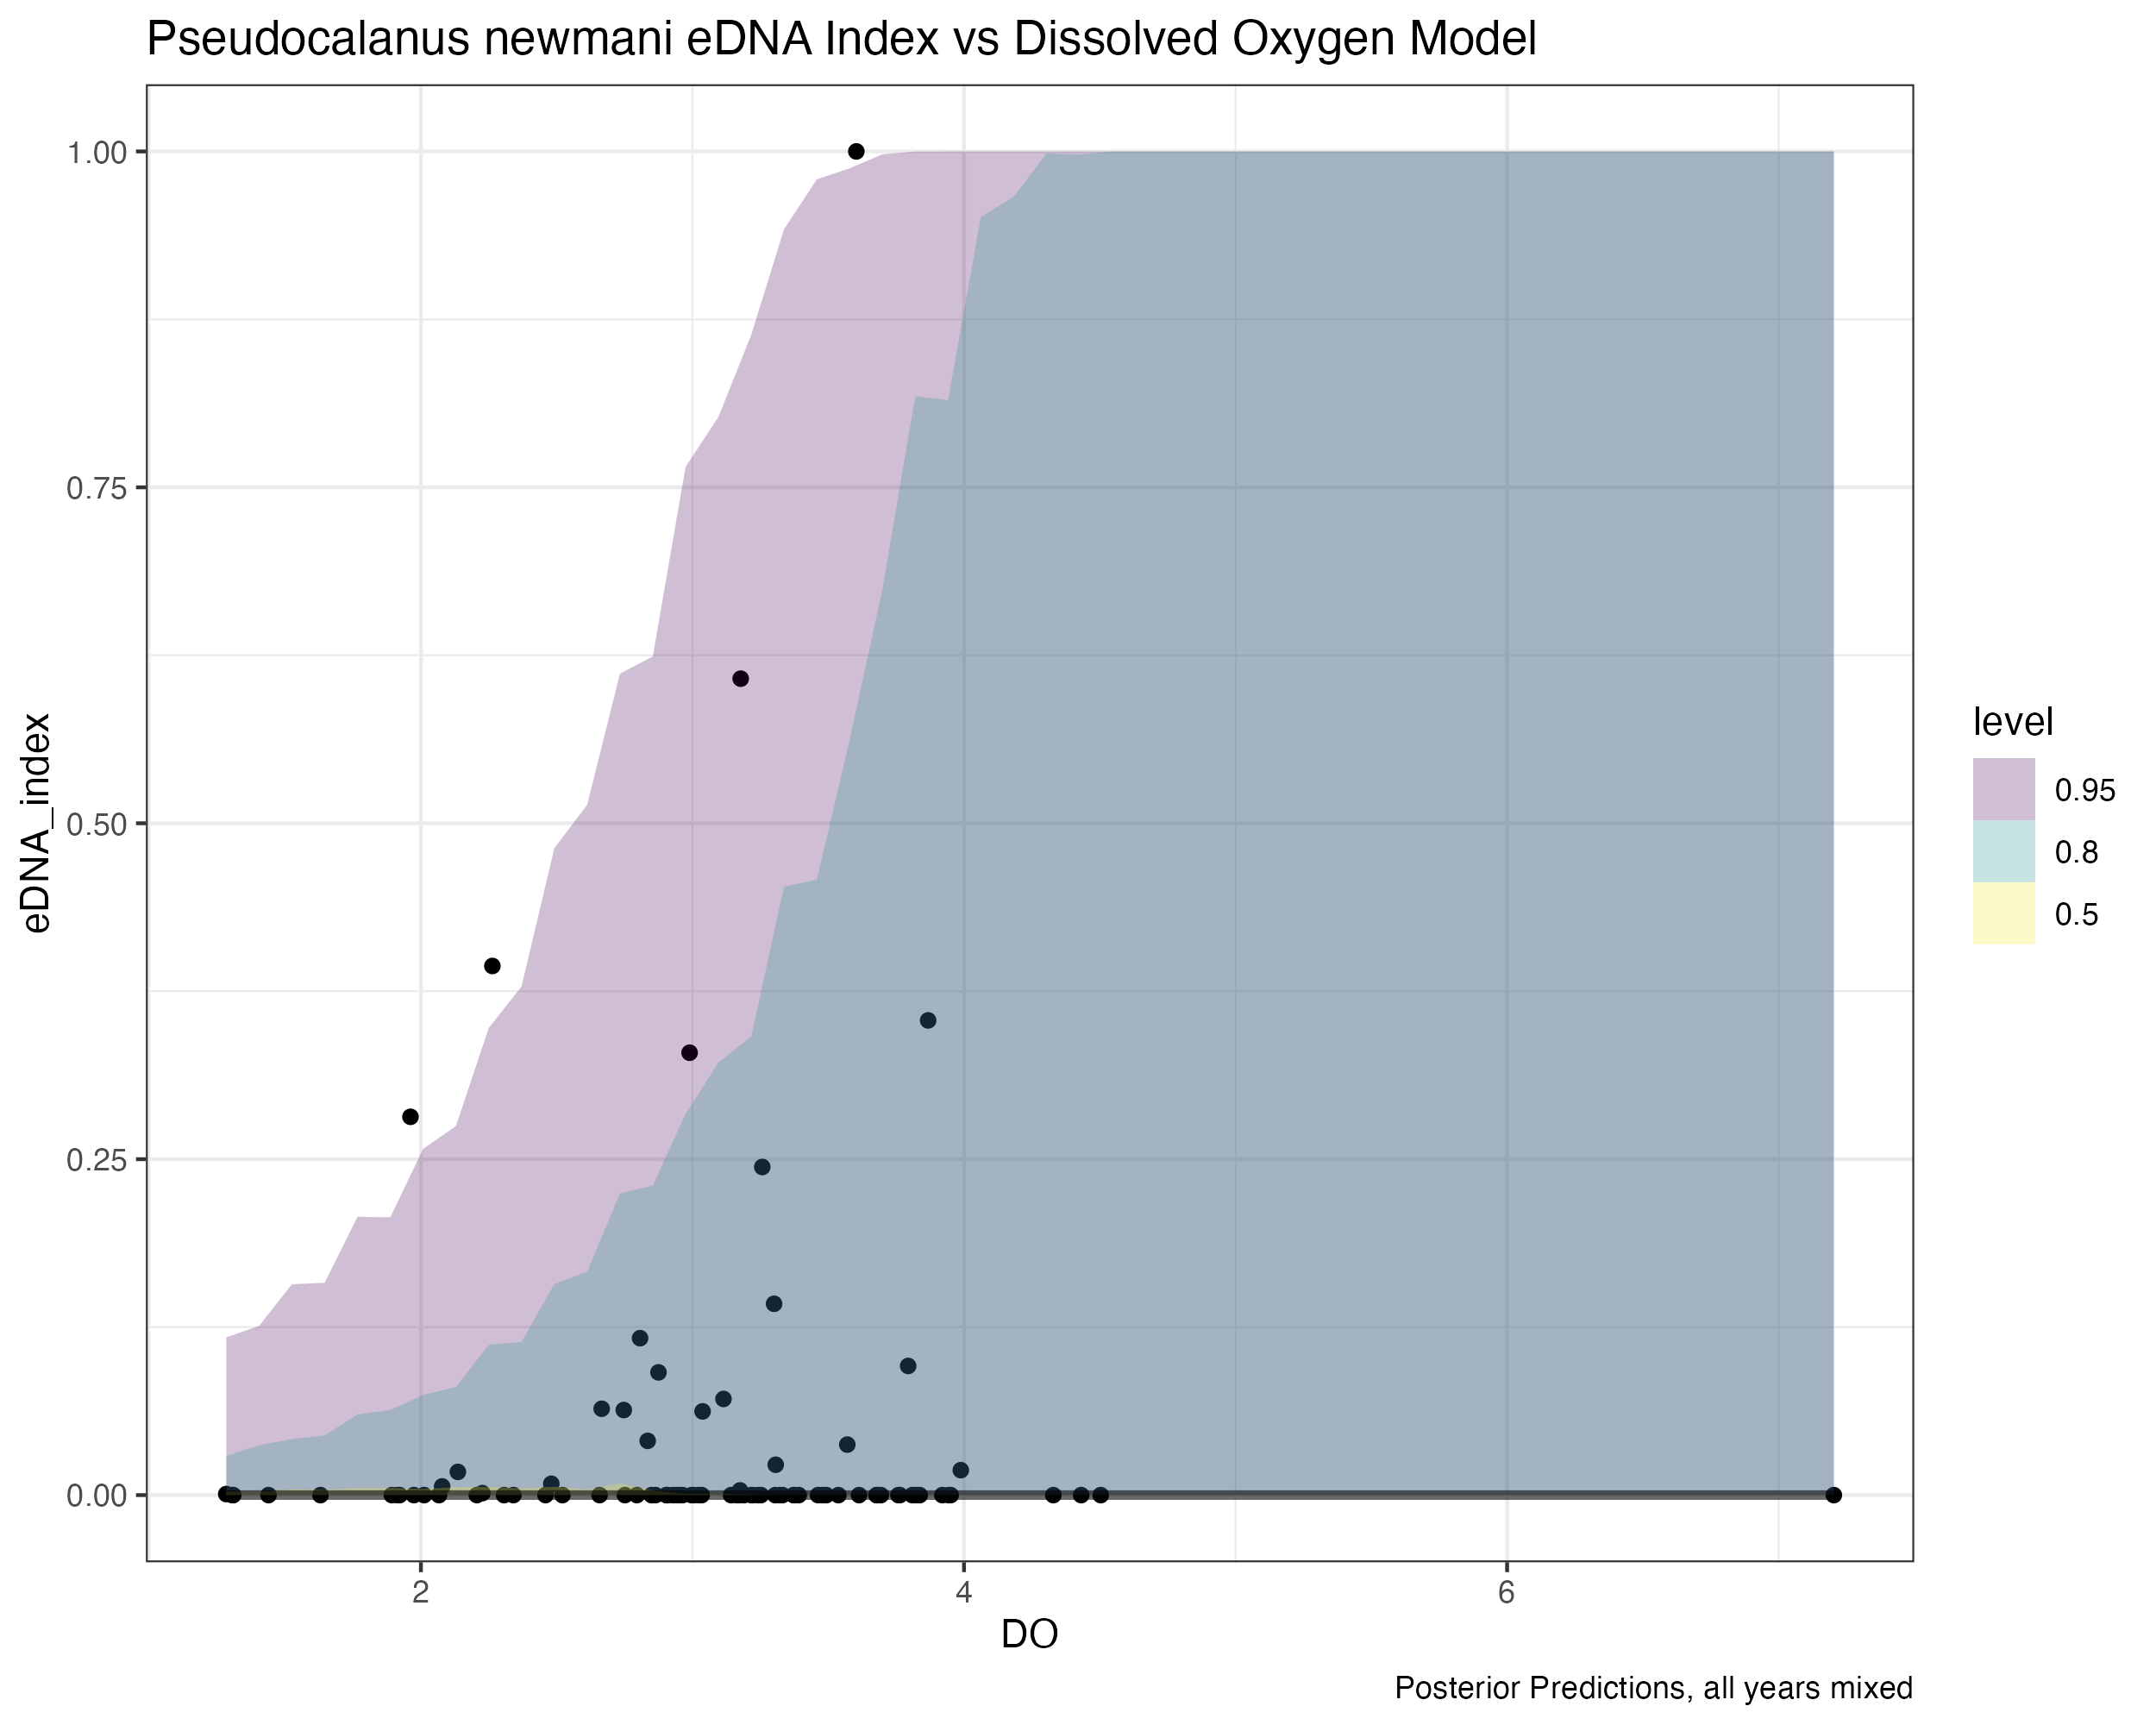 Pseudocalanus newmani eDNA Index vs Dissolved Oxygen Model
1.00
0.75
0.50
0.25
0.00
eDNA_index
2
4
6
DO
level
0.95
0.8
0.5
Posterior Predictions, all years mixed